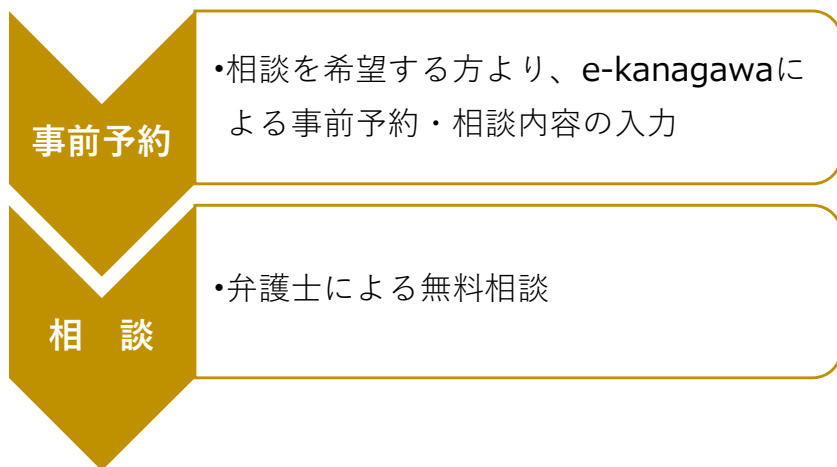 事前予約
•相談を希望する方より、e-kanagawaに
よる事前予約・相談内容の入力
相　談
•弁護士による無料相談